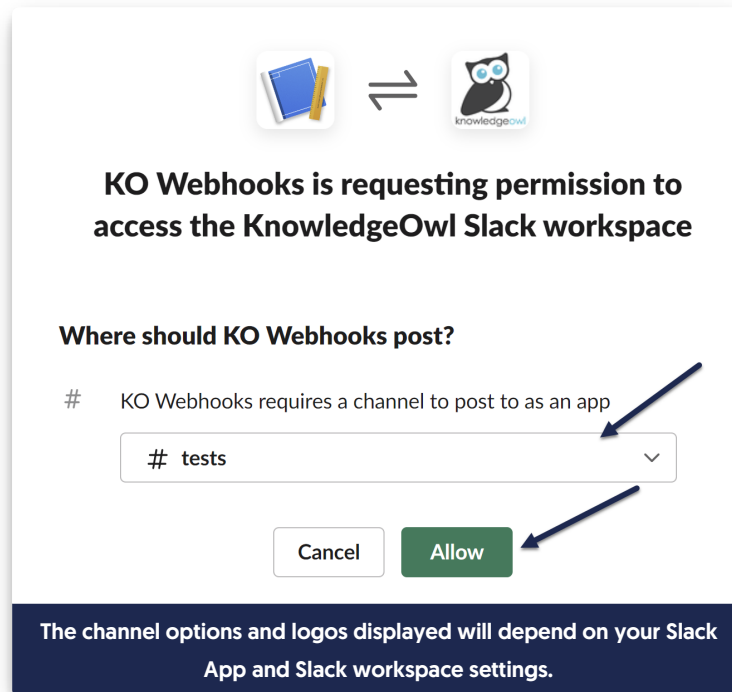 knowledgeowl
KO Webhooks is requesting permission to
access the KnowledgeOwl Slack workspace
Where should KO Webhooks post?
# KO Webhooks requires a channel to post to as an app
# tests
Cancel Allow
The channel options and logos displayed will depend on your Slack
App and Slack workspace settings.